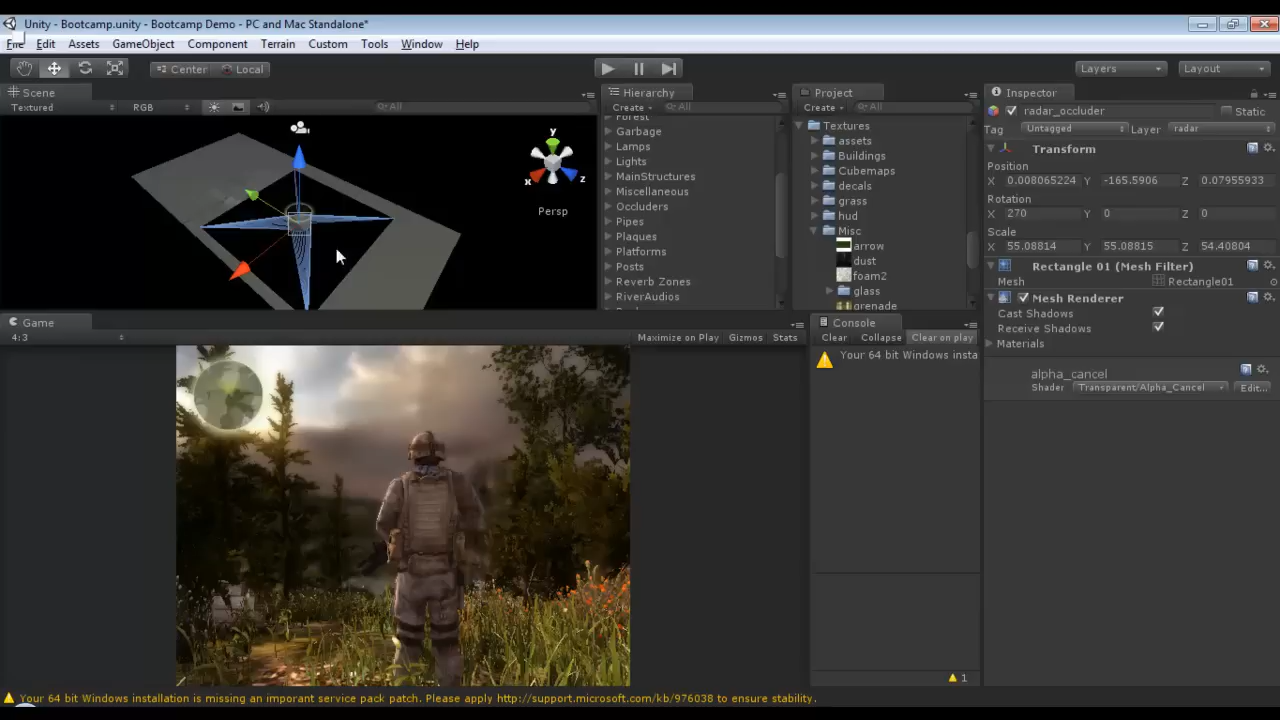 Unity - Bootcamp.unity - Bootcamp Demo - PC and Mac Standalone*
File Edit Assets GameObject Component Terrain Custom Tools Window Help
Center Local
Layers Layout
Scene
Textured RGB All
y
x
z
Persp
Hierarchy
Create All
Garbage
Lamps
Lights
MainStructures
Miscellaneous
Occluders
Pipes
Plaques
Platforms
Posts
Reverb Zones
RiverAudios
Project
Create All
Textures
assets
Buildings
Cubemaps
decals
grass
hud
Misc
arrow
dust
foam2
glass
grenade
Inspector
radar_occluder Static
Tag Untagged Layer radar
Transform
Position
X 0.008065224 Y -165.5906 Z 0.07955933
Rotation
X 270 Y 0 Z 0
Scale
X 55.08814 Y 55.08815 Z 54.40804
Rectangle 01 (Mesh Filter)
Mesh Rectangle01
Mesh Renderer
Cast Shadows
Receive Shadows
Materials
alpha_cancel
Shader Transparent/Alpha_Cancel Edit...
Game
4:3 Maximize on Play Gizmos Stats
Console
Clear Collapse Clear on play
Your 64 bit Windows insta
1
Your 64 bit Windows installation is missing an imporant service pack patch. Please apply http://support.microsoft.com/kb/976038 to ensure stability.